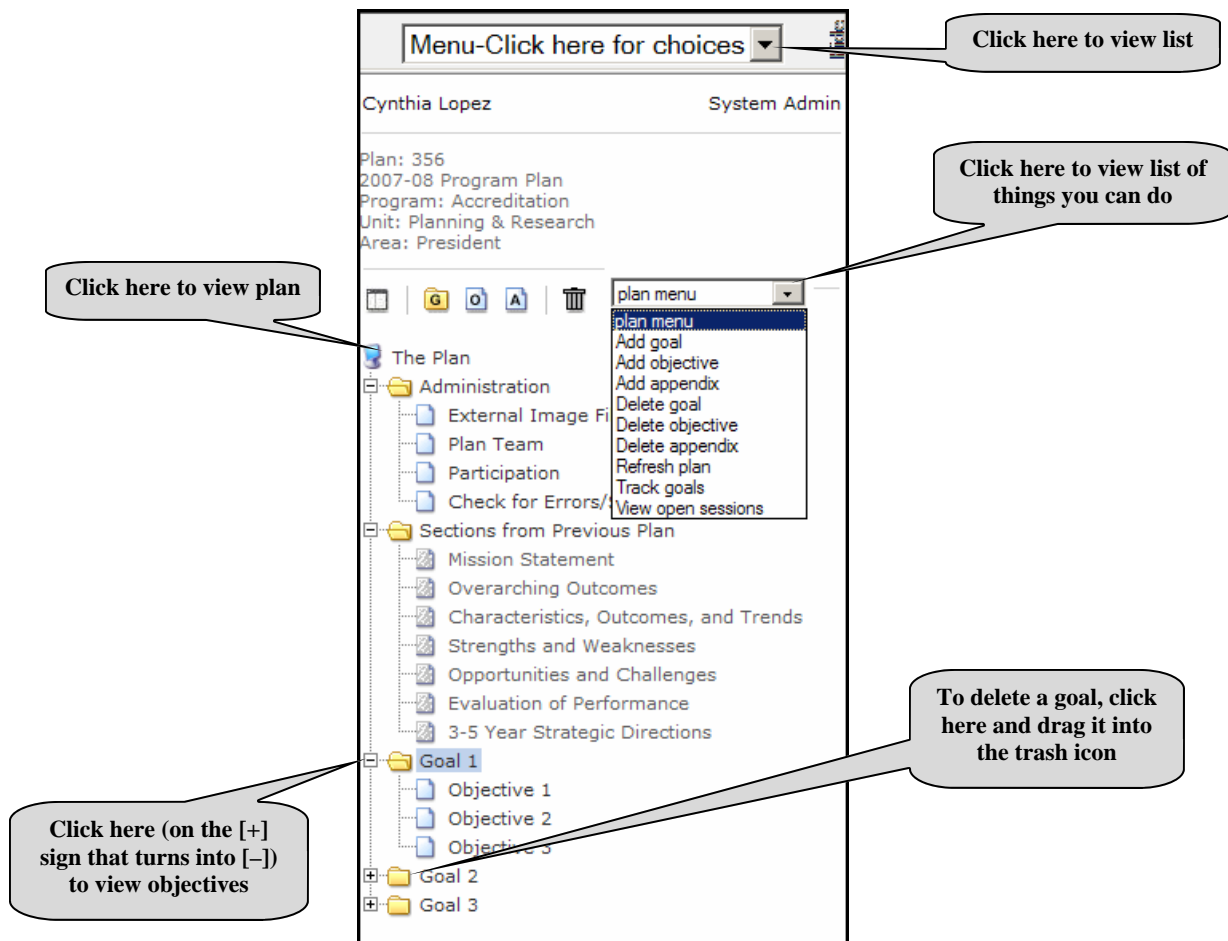 Menu-Click here for choices
Click here to view list
Cynthia Lopez System Admin
Plan: 356
2007-08 Program Plan
Program: Accreditation
Unit: Planning & Research
Area: President
Click here to view list of
things you can do
Click here to view plan
G O A plan menu
plan menu
Add goal
Add objective
Add appendix
Delete goal
Delete objective
Delete appendix
Refresh plan
Track goals
View open sessions
The Plan
Administration
External Image Fi
Plan Team
Participation
Check for Errors/
Sections from Previous Plan
Mission Statement
Overarching Outcomes
Characteristics, Outcomes, and Trends
Strengths and Weaknesses
Opportunities and Challenges
Evaluation of Performance
3-5 Year Strategic Directions
To delete a goal, click
here and drag it into
the trash icon
Goal 1
Objective 1
Objective 2
Objective 3
Click here (on the [+]
sign that turns into [–])
to view objectives
Goal 2
Goal 3